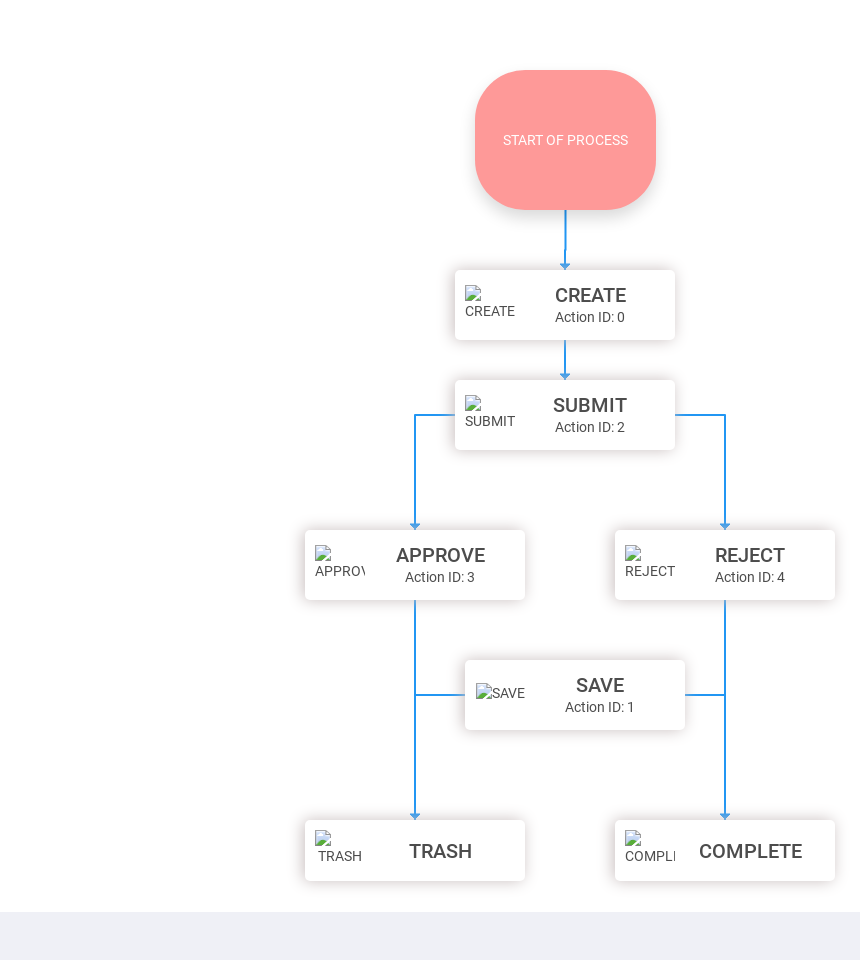 START OF PROCESS
CREATE
CREATE
Action ID: 0
SUBMIT
SUBMIT
Action ID: 2
APPROV
APPROVE
Action ID: 3
REJECT
REJECT
Action ID: 4
SAVE
SAVE
Action ID: 1
TRASH
TRASH
COMPLE
COMPLETE